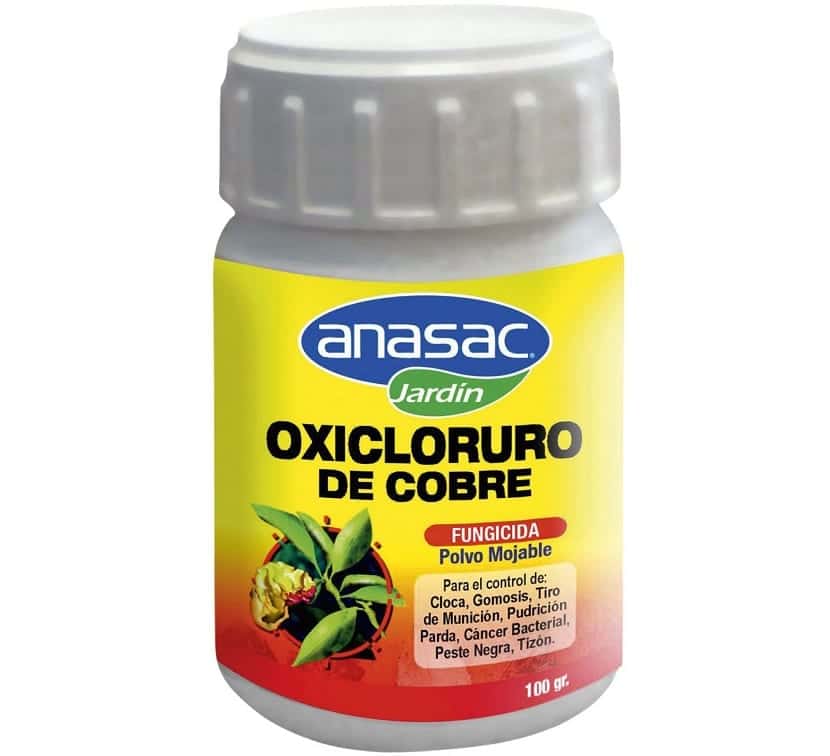 anasac®
Jardín
OXICLORURO
DE COBRE
FUNGICIDA
Polvo Mojable
Para el control de:
Cloca, Gomosis, Tiro
de Munición, Pudrición
Parda, Cáncer Bacterial,
Peste Negra, Tizón.
100 gr.